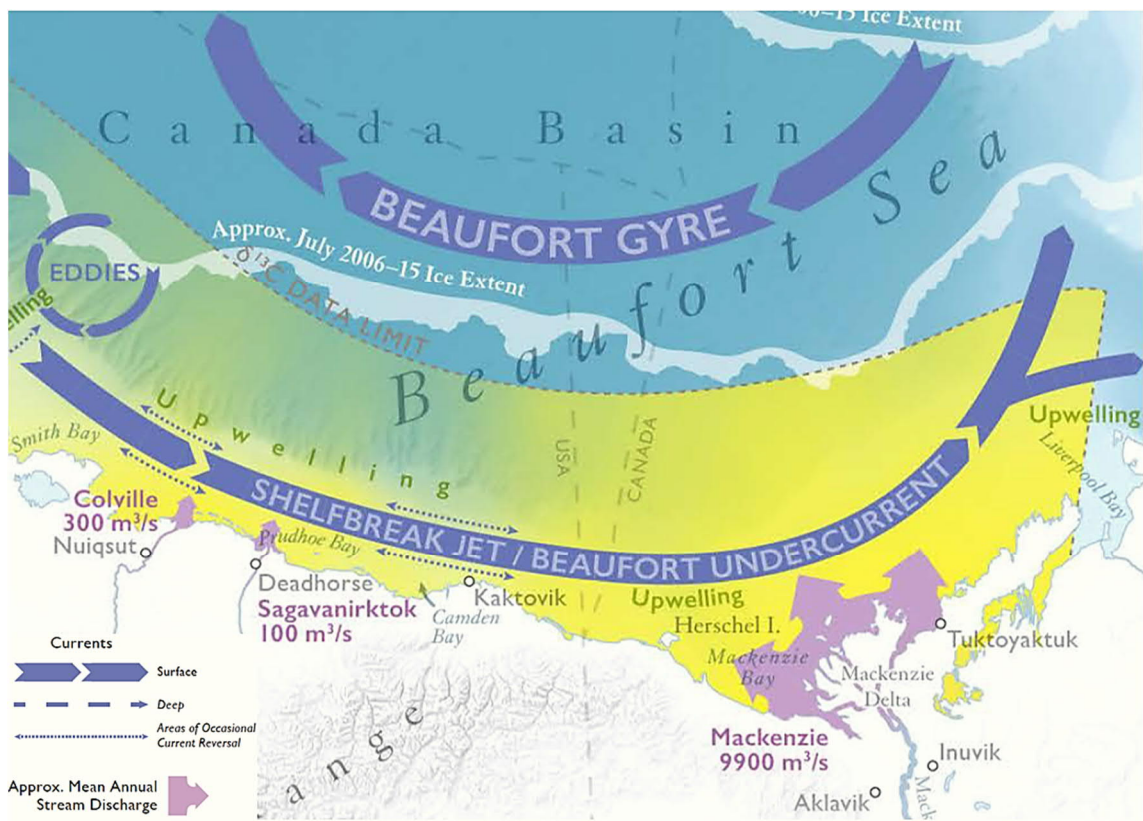 –15 Ice Extent
Canada Basin
Beaufort Sea
BEAUFORT GYRE
Approx. July 2006–15 Ice Extent
δ¹³C DATA LIMIT
EDDIES
Upwelling
Smith Bay
USA
CANADA
Upwelling
Liverpool Bay
Colville
300 m³/s
Nuiqsut
SHELFBREAK JET / BEAUFORT UNDERCURRENT
Prudhoe Bay
Deadhorse
Sagavanirktok
100 m³/s
Camden
Bay
Kaktovik
Upwelling
Herschel I.
Mackenzie
Bay
Tuktoyaktuk
Mackenzie
Delta
Mackenzie
9900 m³/s
Inuvik
Aklavik
Mack
ange
Currents
Surface
Deep
Areas of Occasional
Current Reversal
Approx. Mean Annual
Stream Discharge